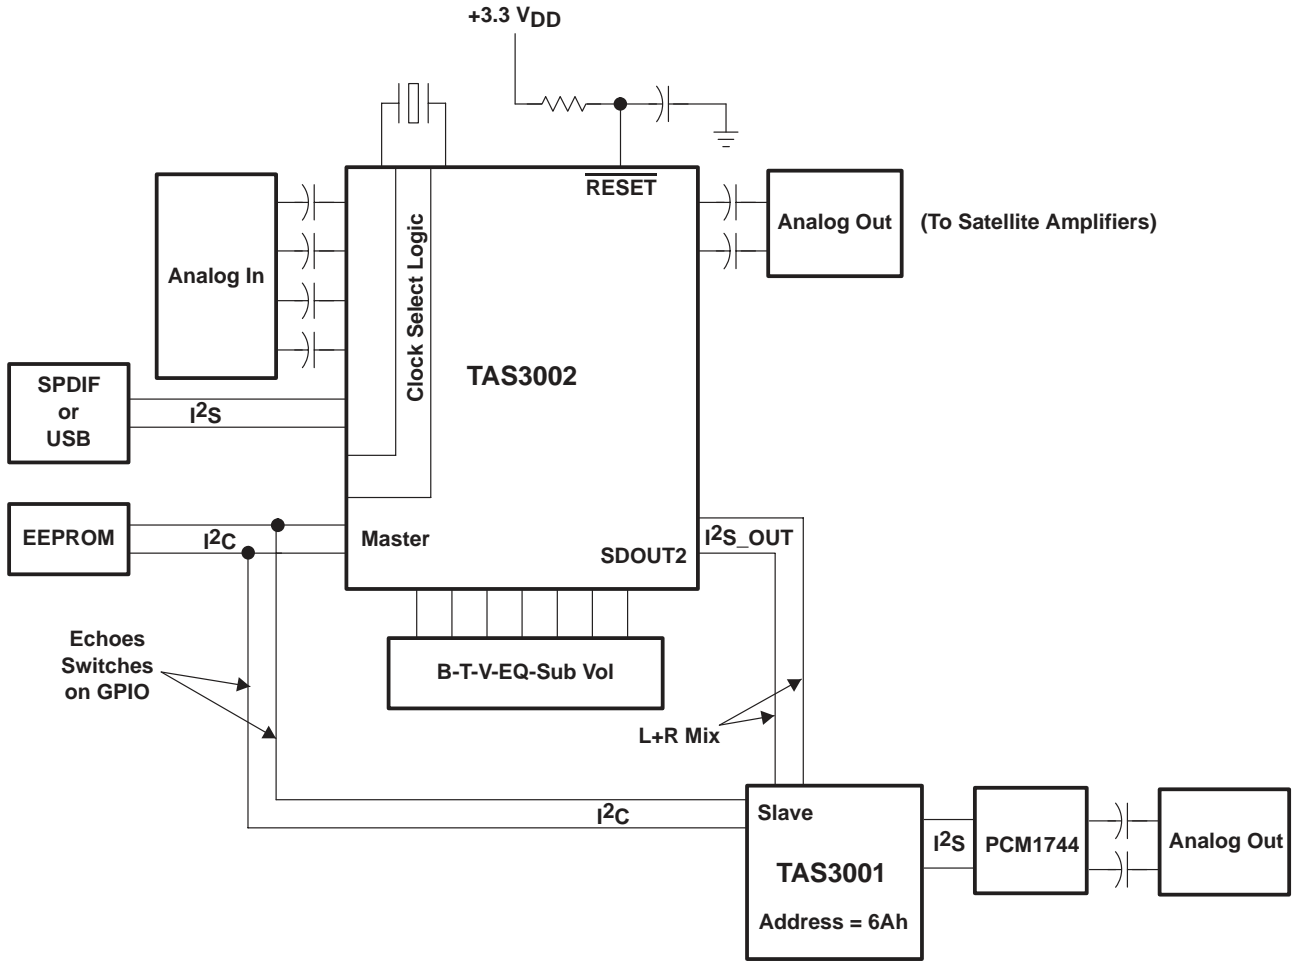 +3.3 VDD
RESET
Analog In
Clock Select Logic
TAS3002
Analog Out
(To Satellite Amplifiers)
SPDIF
or
USB
I2S
EEPROM
I2C
Master
SDOUT2
I2S_OUT
Echoes
Switches
on GPIO
B-T-V-EQ-Sub Vol
L+R Mix
I2C
Slave
TAS3001
Address = 6Ah
I2S
PCM1744
Analog Out